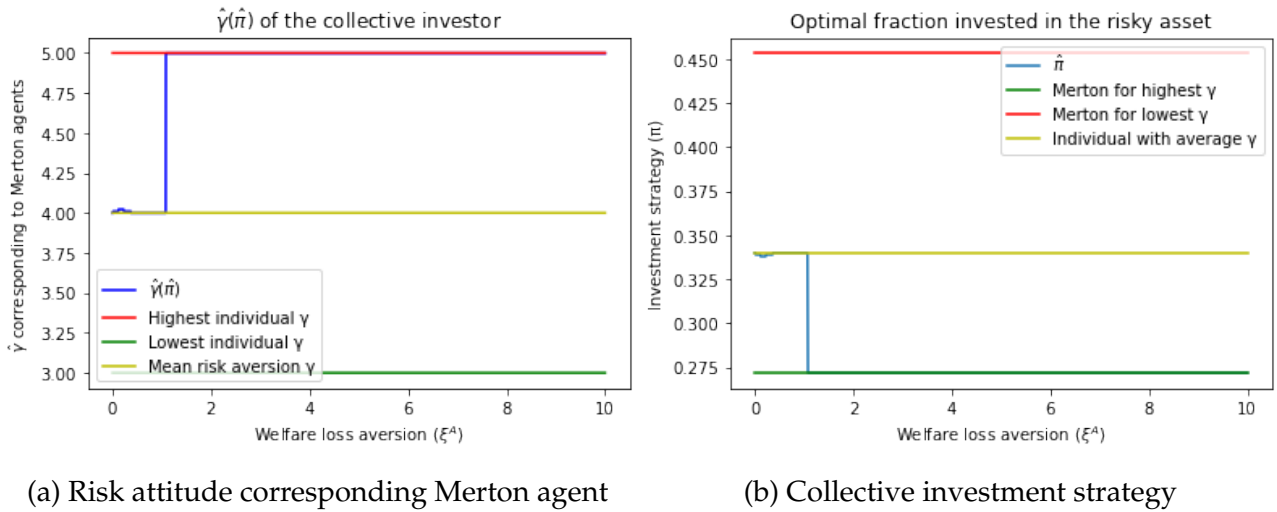 γ̂(π̂) of the collective investor
γ̂ corresponding to Merton agents
5.00
4.75
4.50
4.25
4.00
3.75
3.50
3.25
3.00
γ̂(π̂)
Highest individual γ
Lowest individual γ
Mean risk aversion γ
0 2 4 6 8 10
Welfare loss aversion (ξᴬ)
(a) Risk attitude corresponding Merton agent
Optimal fraction invested in the risky asset
Investment strategy (π)
0.450
0.425
0.400
0.375
0.350
0.325
0.300
0.275
π̂
Merton for highest γ
Merton for lowest γ
Individual with average γ
0 2 4 6 8 10
Welfare loss aversion (ξᴬ)
(b) Collective investment strategy